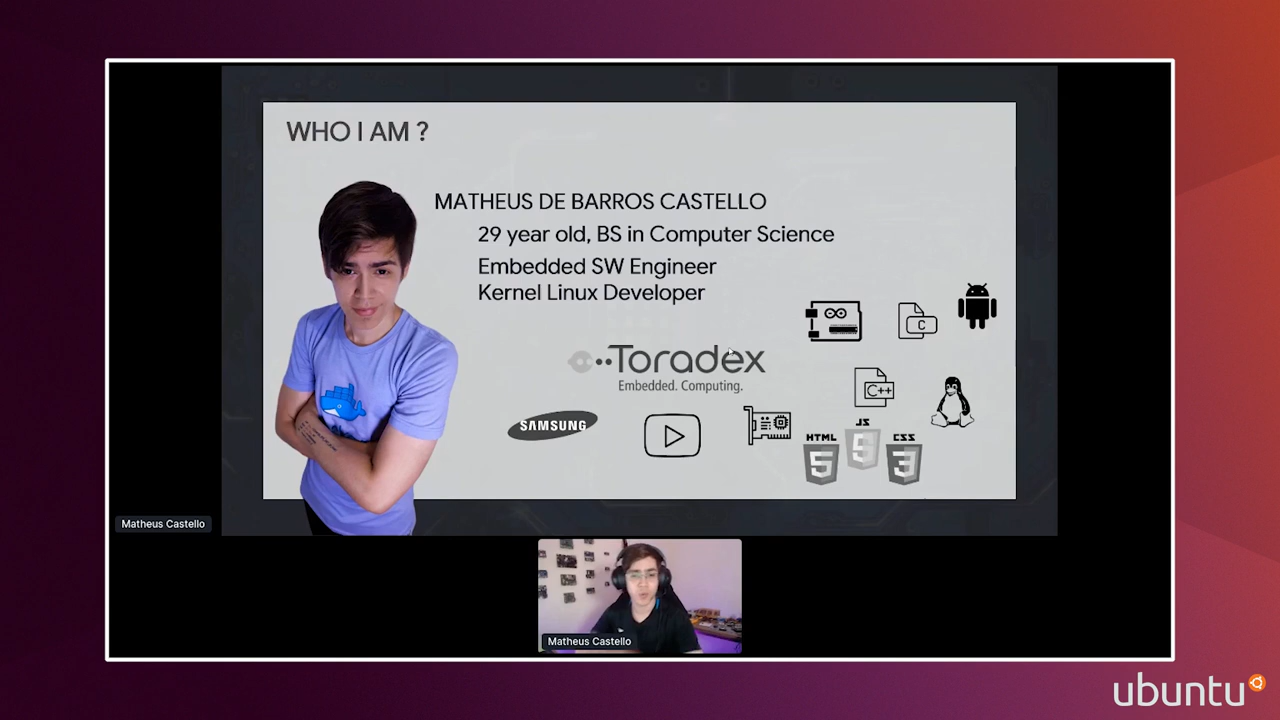 WHO I AM ?
MATHEUS DE BARROS CASTELLO
29 year old, BS in Computer Science
Embedded SW Engineer
Kernel Linux Developer
Toradex
Embedded. Computing.
SAMSUNG
C
C++
HTML
5
JS
5
CSS
3
Matheus Castello
Matheus Castello
ubuntu